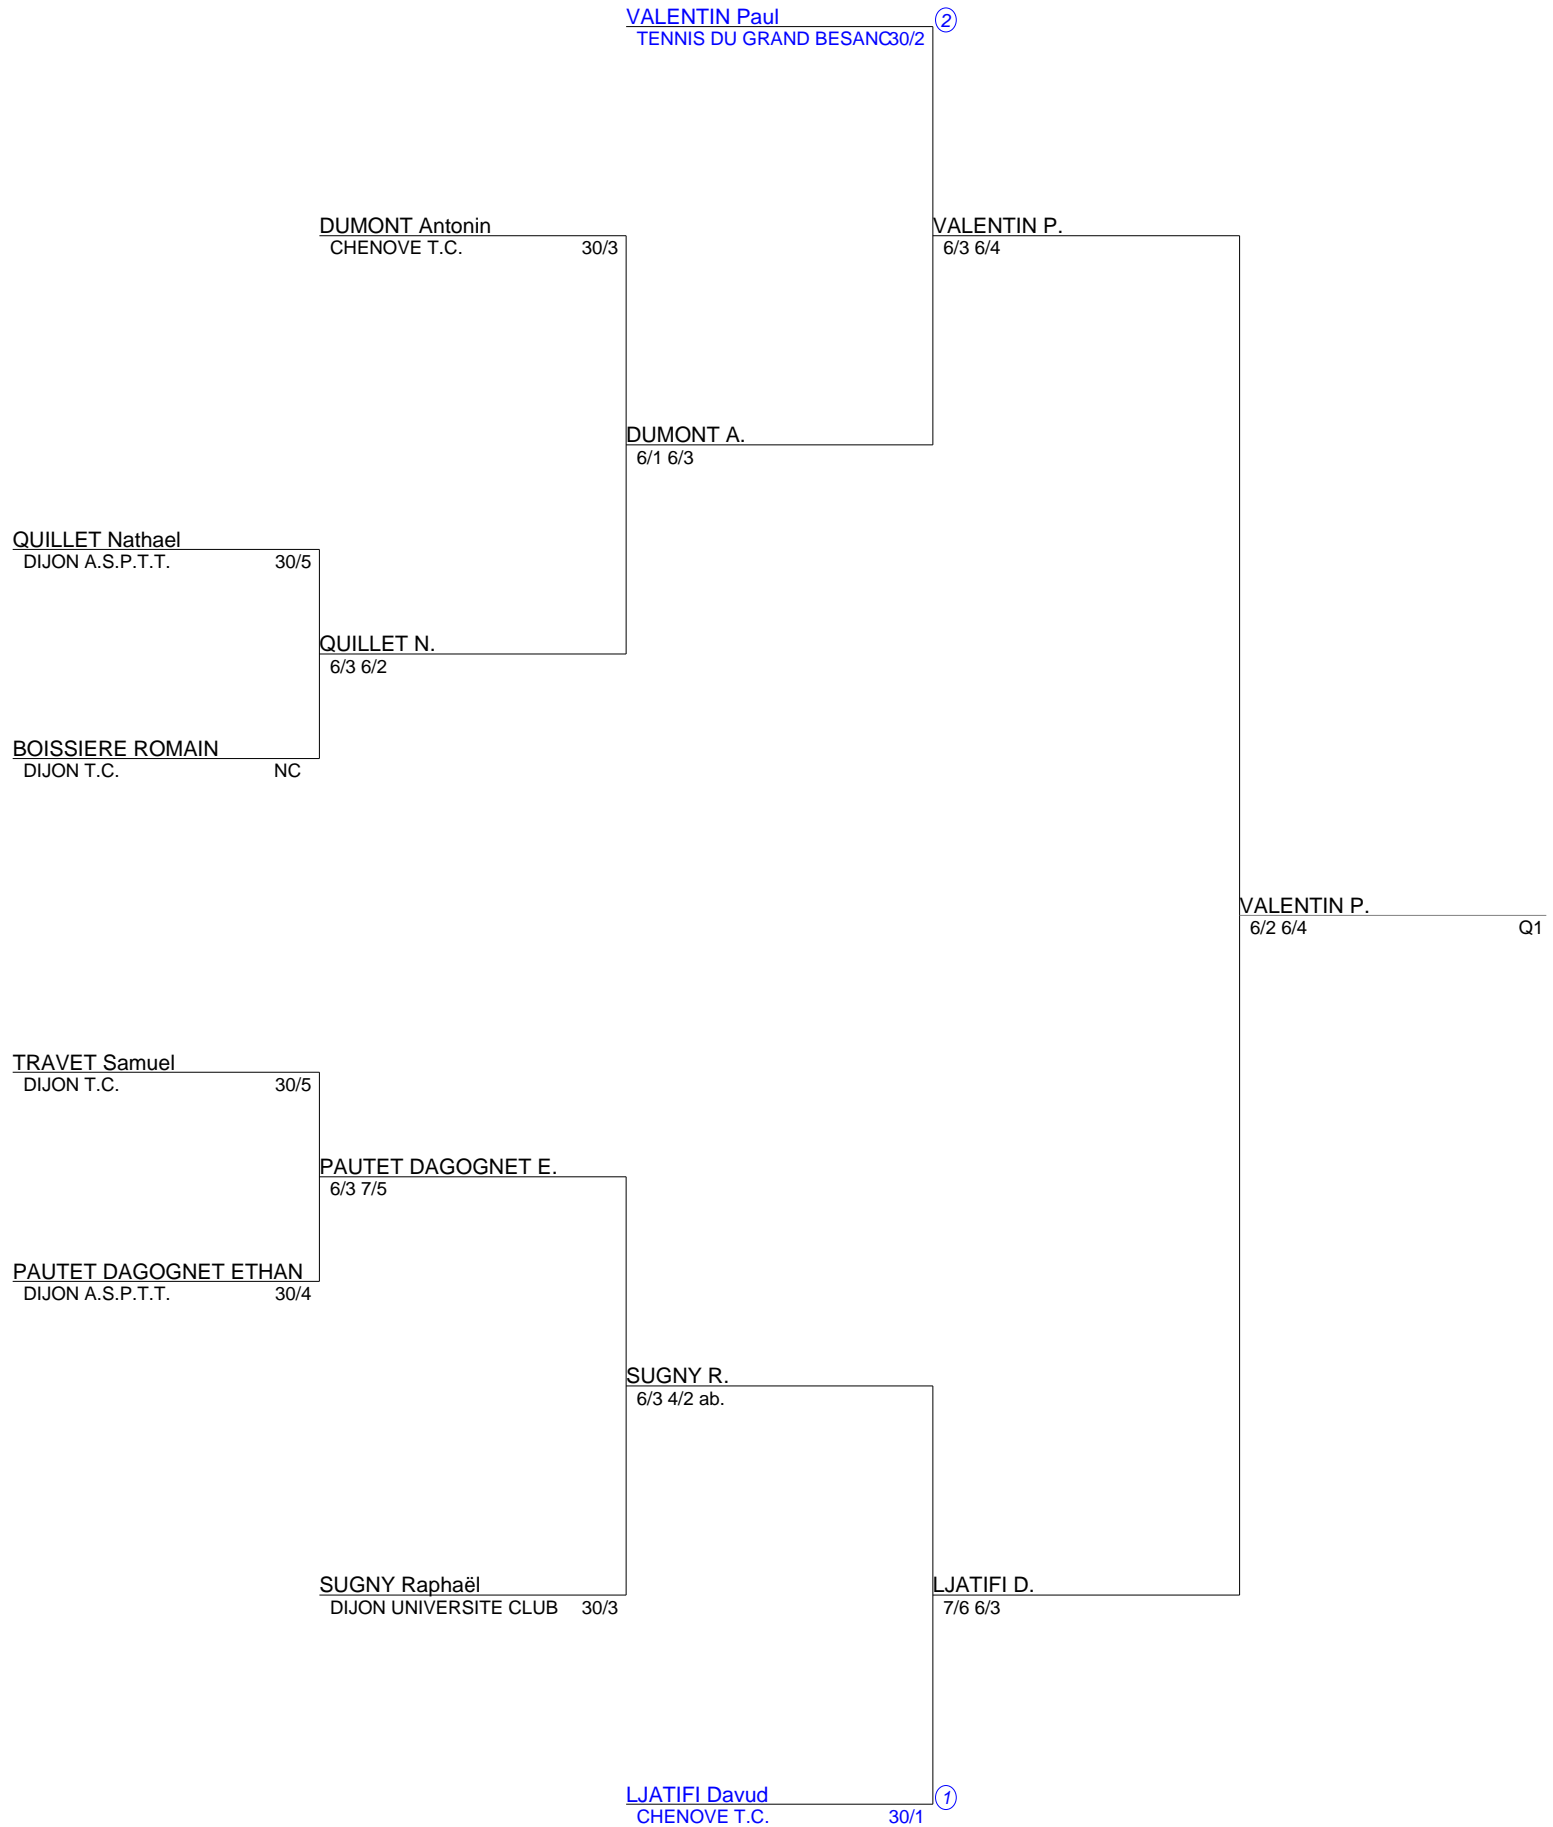 VALENTIN Paul 2
TENNIS DU GRAND BESANC 30/2
DUMONT Antonin
CHENOVE T.C. 30/3
VALENTIN P.
6/3 6/4
DUMONT A.
6/1 6/3
QUILLET Nathael
DIJON A.S.P.T.T. 30/5
QUILLET N.
6/3 6/2
BOISSIERE ROMAIN
DIJON T.C. NC
VALENTIN P.
6/2 6/4 Q1
TRAVET Samuel
DIJON T.C. 30/5
PAUTET DAGOGNET E.
6/3 7/5
PAUTET DAGOGNET ETHAN
DIJON A.S.P.T.T. 30/4
SUGNY R.
6/3 4/2 ab.
SUGNY Raphaël
DIJON UNIVERSITE CLUB 30/3
LJATIFI D.
7/6 6/3
LJATIFI Davud 1
CHENOVE T.C. 30/1